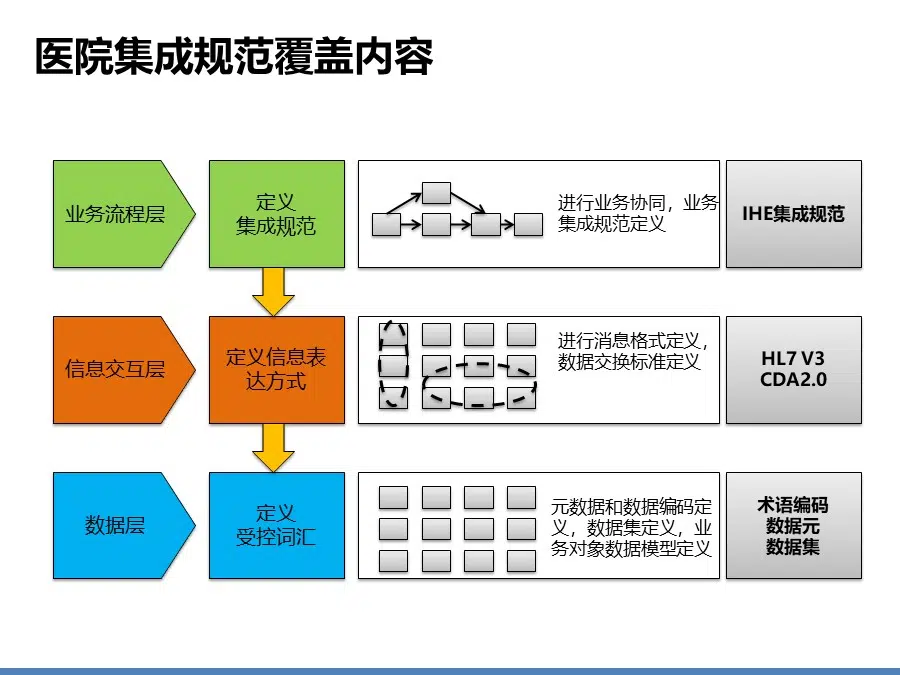 医院集成规范覆盖内容
业务流程层
定义
集成规范
进行业务协同，业务
集成规范定义
IHE集成规范
信息交互层
定义信息表
达方式
进行消息格式定义，
数据交换标准定义
HL7 V3
CDA2.0
数据层
定义
受控词汇
元数据和数据编码定
义，数据集定义，业
务对象数据模型定义
术语编码
数据元
数据集